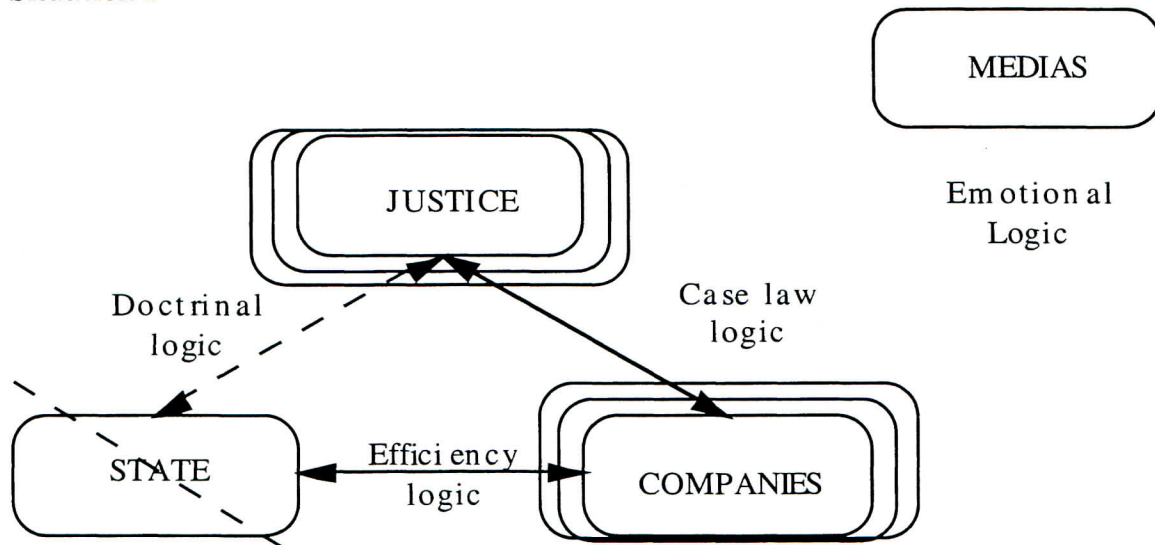 MEDIAS
JUSTICE
Emotional
Logic
Doctrinal
logic
Case law
logic
STATE
Efficiency
logic
COMPANIES